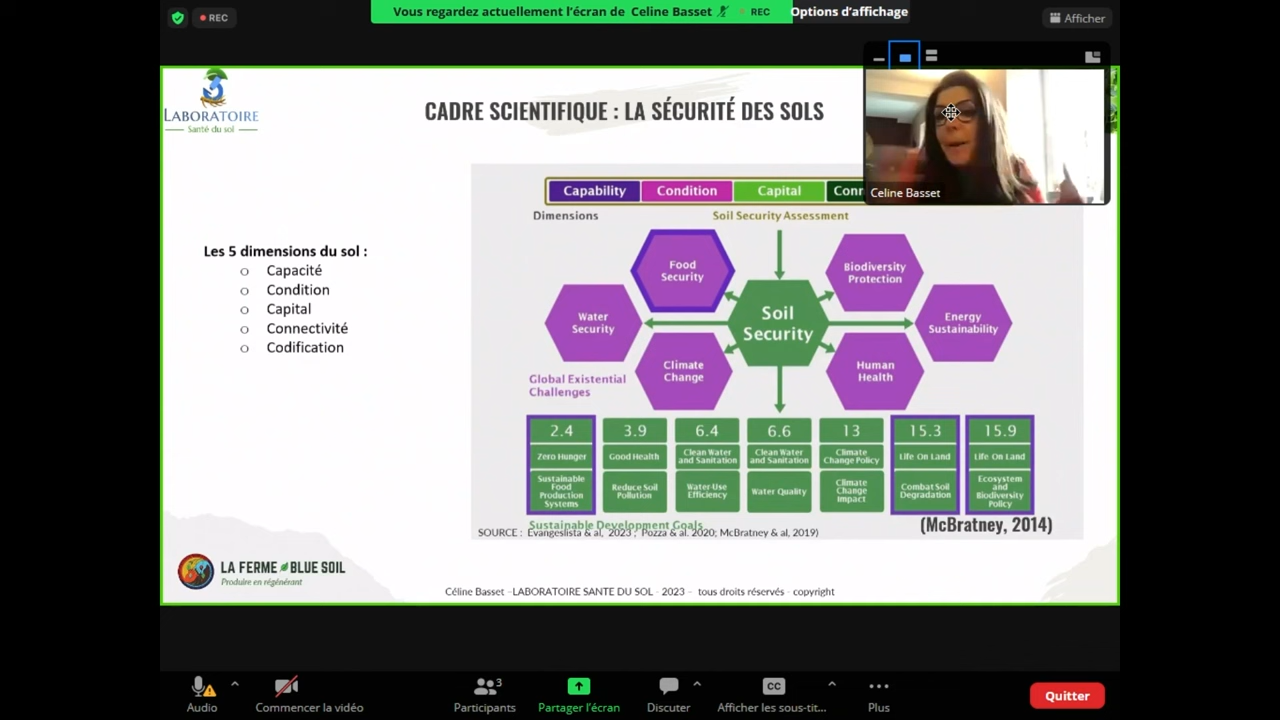 REC
Vous regardez actuellement l'écran de Celine Basset
REC
Options d'affichage
Afficher
LABORATOIRE
Santé du sol
CADRE SCIENTIFIQUE : LA SÉCURITÉ DES SOLS
Celine Basset
Les 5 dimensions du sol :
o Capacité
o Condition
o Capital
o Connectivité
o Codification
Capability
Condition
Capital
Dimensions
Soil Security Assessment
Food
Security
Biodiversity
Protection
Water
Security
Soil
Security
Energy
Sustainability
Climate
Change
Human
Health
Global Existential
Challenges
2.4
3.9
6.4
6.6
13
15.3
15.9
Zero Hunger
Good Health
Clean Water
and Sanitation
Clean Water
and Sanitation
Climate
Change Policy
Life On Land
Life On Land
Sustainable
Food
Production
Systems
Reduce Soil
Pollution
Water-Use
Efficiency
Water Quality
Climate
Change
Impact
Combat Soil
Degradation
Ecosystem
and
Biodiversity
Policy
Sustainable Development Goals
SOURCE : Evangeslista & al, 2023 ; Pozza & al. 2020; McBratney & al, 2019)
(McBratney, 2014)
LA FERME BLUE SOIL
Produire en régénérant
Céline Basset -LABORATOIRE SANTE DU SOL - 2023 - tous droits réservés - copyright
Audio
Commencer la vidéo
Participants
3
Partager l'écran
Discuter
CC
Afficher les sous-tit...
Plus
Quitter